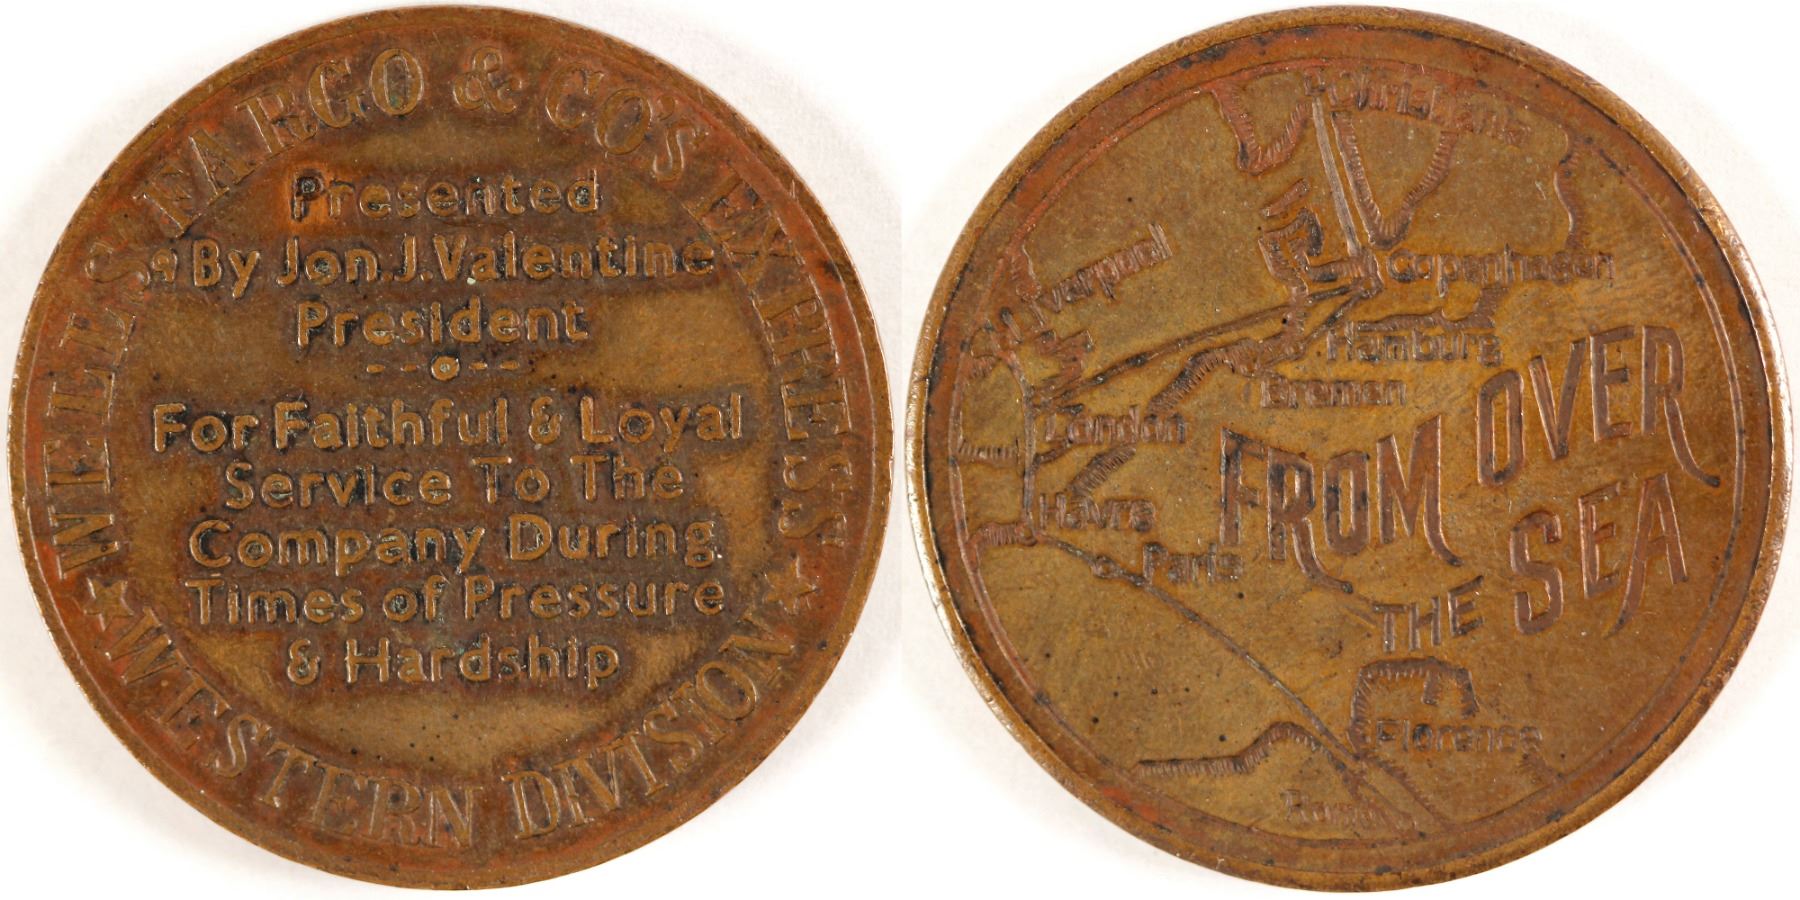 WELLS FARGO & CO'S EXPRESS
Presented
By Jon. J. Valentine
President
--o--
For Faithful & Loyal
Service To The
Company During
Times of Pressure
& Hardship
★ WESTERN DIVISION ★
Liverpool
Copenhagen
Hamburg
Bremen
London
Havre
Paris
FROM OVER
THE SEA
Florence